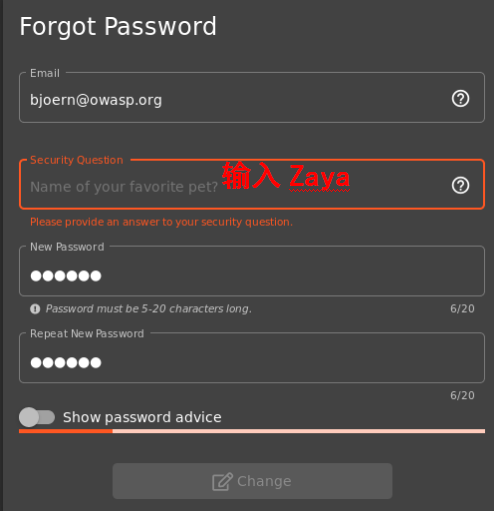 Forgot Password
Email
bjoern@owasp.org
Security Question
Name of your favorite pet? 输入 Zaya
Please provide an answer to your security question.
New Password
●●●●●●
Password must be 5-20 characters long. 6/20
Repeat New Password
●●●●●●
6/20
Show password advice
Change